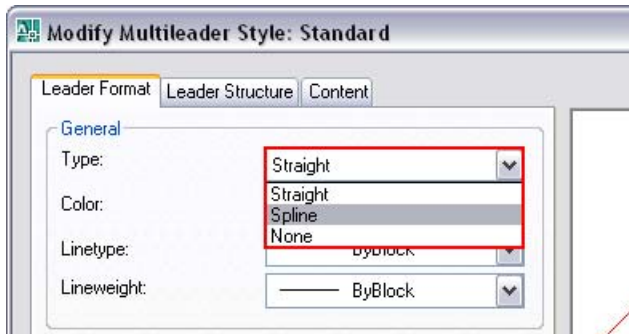 Modify Multileader Style: Standard
Leader Format Leader Structure Content
General
Type: Straight
Straight
Color:
Spline
None
Linetype: ByBlock
Lineweight: ByBlock